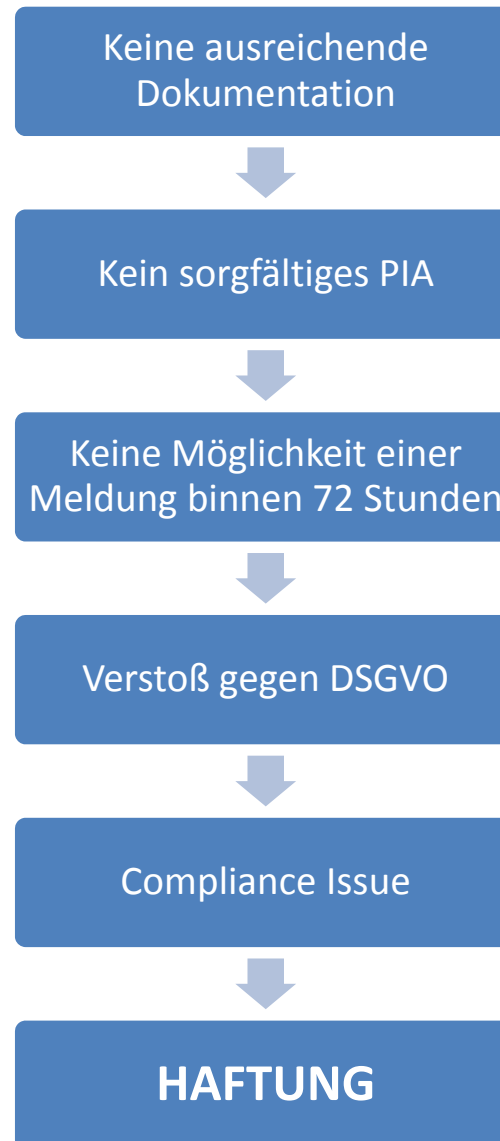 Keine ausreichende
Dokumentation
Kein sorgfältiges PIA
Keine Möglichkeit einer
Meldung binnen 72 Stunden
Verstoß gegen DSGVO
Compliance Issue
HAFTUNG